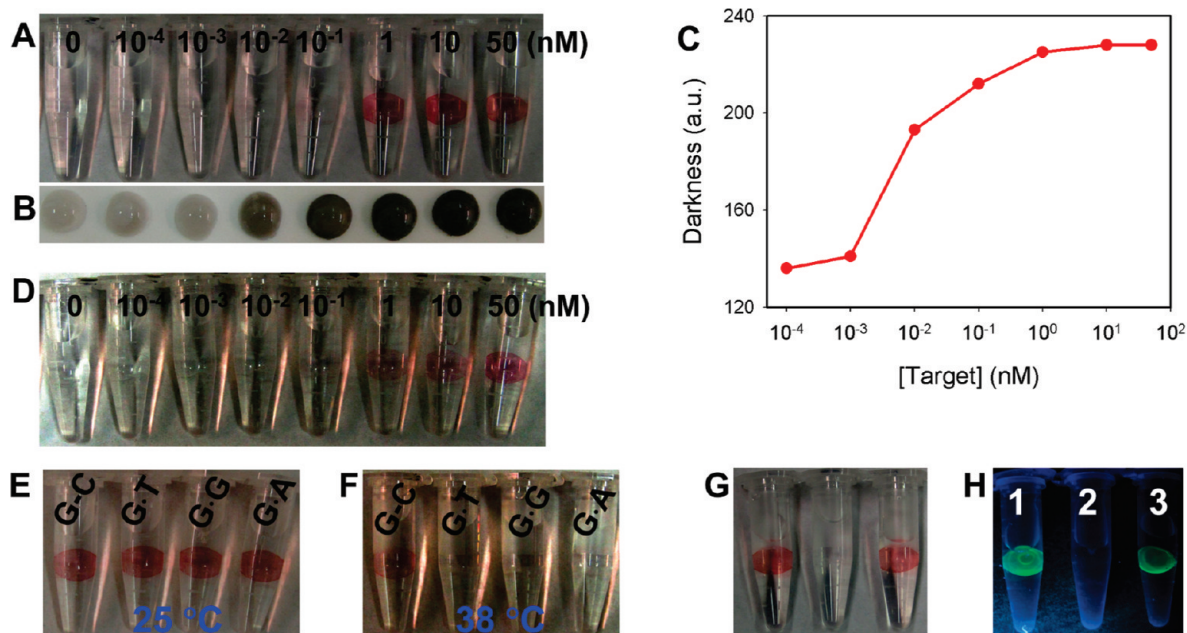 A
0 10⁻⁴ 10⁻³ 10⁻² 10⁻¹ 1 10 50 (nM)
B
C
240
200
160
120
Darkness (a.u.)
10⁻⁴ 10⁻³ 10⁻² 10⁻¹ 10⁰ 10¹ 10²
[Target] (nM)
D
0 10⁻⁴ 10⁻³ 10⁻² 10⁻¹ 1 10 50 (nM)
E
G-C G·T G·G G·A
25 °C
F
G-C G·T G·G G·A
38 °C
G
H
1 2 3